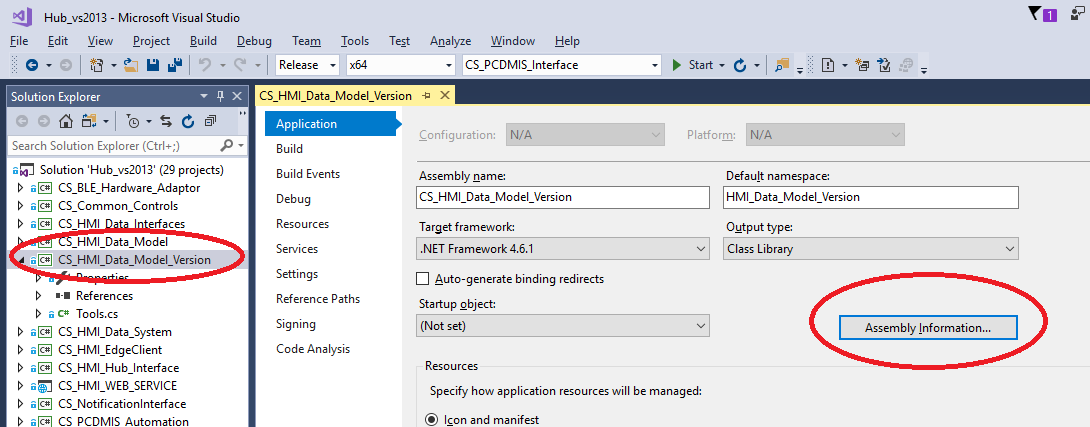 Hub_vs2013 - Microsoft Visual Studio
1
File Edit View Project Build Debug Team Tools Test Analyze Window Help
Release x64 CS_PCDMIS_Interface Start
Solution Explorer
Search Solution Explorer (Ctrl+;)
Solution 'Hub_vs2013' (29 projects)
C# CS_BLE_Hardware_Adaptor
C# CS_Common_Controls
C# CS_HMI_Data_Interfaces
C# CS_HMI_Data_Model
C# CS_HMI_Data_Model_Version
Properties
References
C# Tools.cs
C# CS_HMI_Data_System
C# CS_HMI_EdgeClient
C# CS_HMI_Hub_Interface
CS_HMI_WEB_SERVICE
C# CS_NotificationInterface
C# CS_PCDMIS_Automation
CS_HMI_Data_Model_Version
Application
Build
Build Events
Debug
Resources
Services
Settings
Reference Paths
Signing
Code Analysis
Configuration: N/A Platform: N/A
Assembly name: Default namespace:
CS_HMI_Data_Model_Version HMI_Data_Model_Version
Target framework: Output type:
.NET Framework 4.6.1 Class Library
Auto-generate binding redirects
Startup object:
(Not set) Assembly Information...
Resources
Specify how application resources will be managed:
Icon and manifest